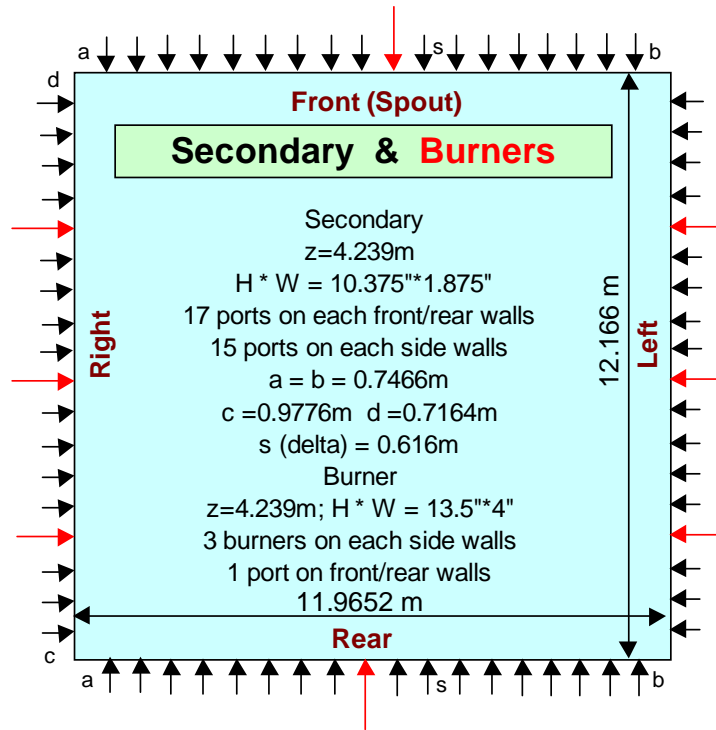 a
s
b
d
Front (Spout)
Secondary & Burners
Secondary
z=4.239m
H * W = 10.375"*1.875"
17 ports on each front/rear walls
15 ports on each side walls
a = b = 0.7466m
c =0.9776m d =0.7164m
s (delta) = 0.616m
Burner
z=4.239m; H * W = 13.5"*4"
3 burners on each side walls
1 port on front/rear walls
11.9652 m
Right
Left
12.166 m
Rear
c
a
s
b